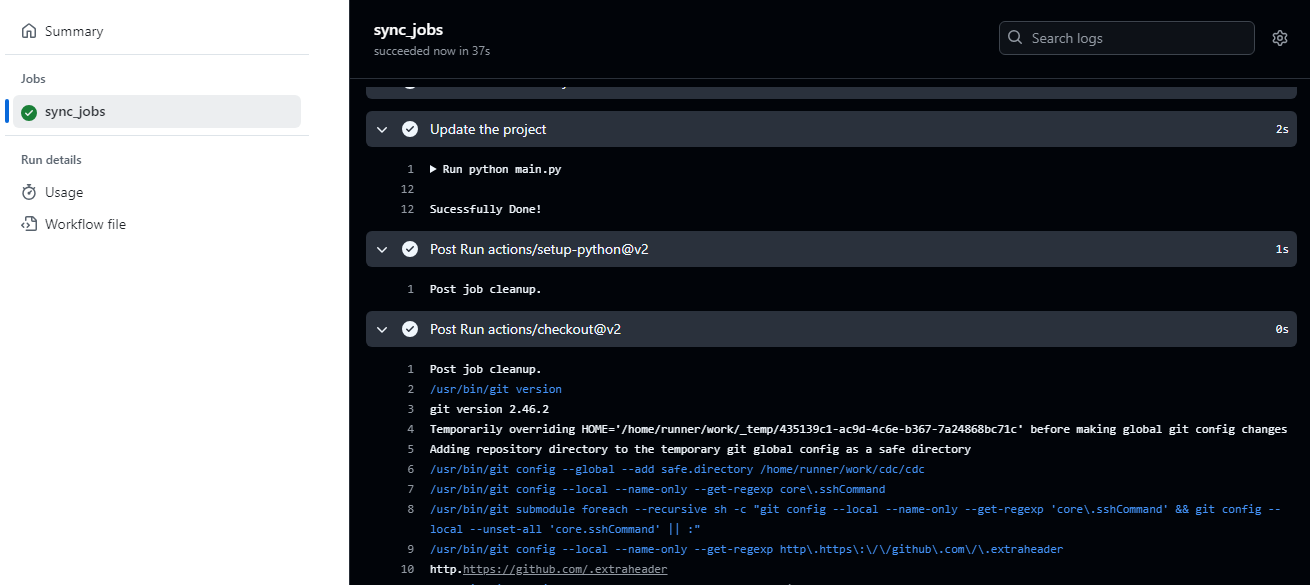 Summary
Jobs
sync_jobs
Run details
Usage
Workflow file
sync_jobs
succeeded now in 37s
Search logs
Update the project 2s
1 Run python main.py
12
12 Sucessfully Done!
Post Run actions/setup-python@v2 1s
1 Post job cleanup.
Post Run actions/checkout@v2 0s
1 Post job cleanup.
2 /usr/bin/git version
3 git version 2.46.2
4 Temporarily overriding HOME='/home/runner/work/_temp/435139c1-ac9d-4c6e-b367-7a24868bc71c' before making global git config changes
5 Adding repository directory to the temporary git global config as a safe directory
6 /usr/bin/git config --global --add safe.directory /home/runner/work/cdc/cdc
7 /usr/bin/git config --local --name-only --get-regexp core\.sshCommand
8 /usr/bin/git submodule foreach --recursive sh -c "git config --local --name-only --get-regexp 'core\.sshCommand' && git config --
local --unset-all 'core.sshCommand' || :"
9 /usr/bin/git config --local --name-only --get-regexp http\.https\:\/\/github\.com\/\.extraheader
10 http.https://github.com/.extraheader